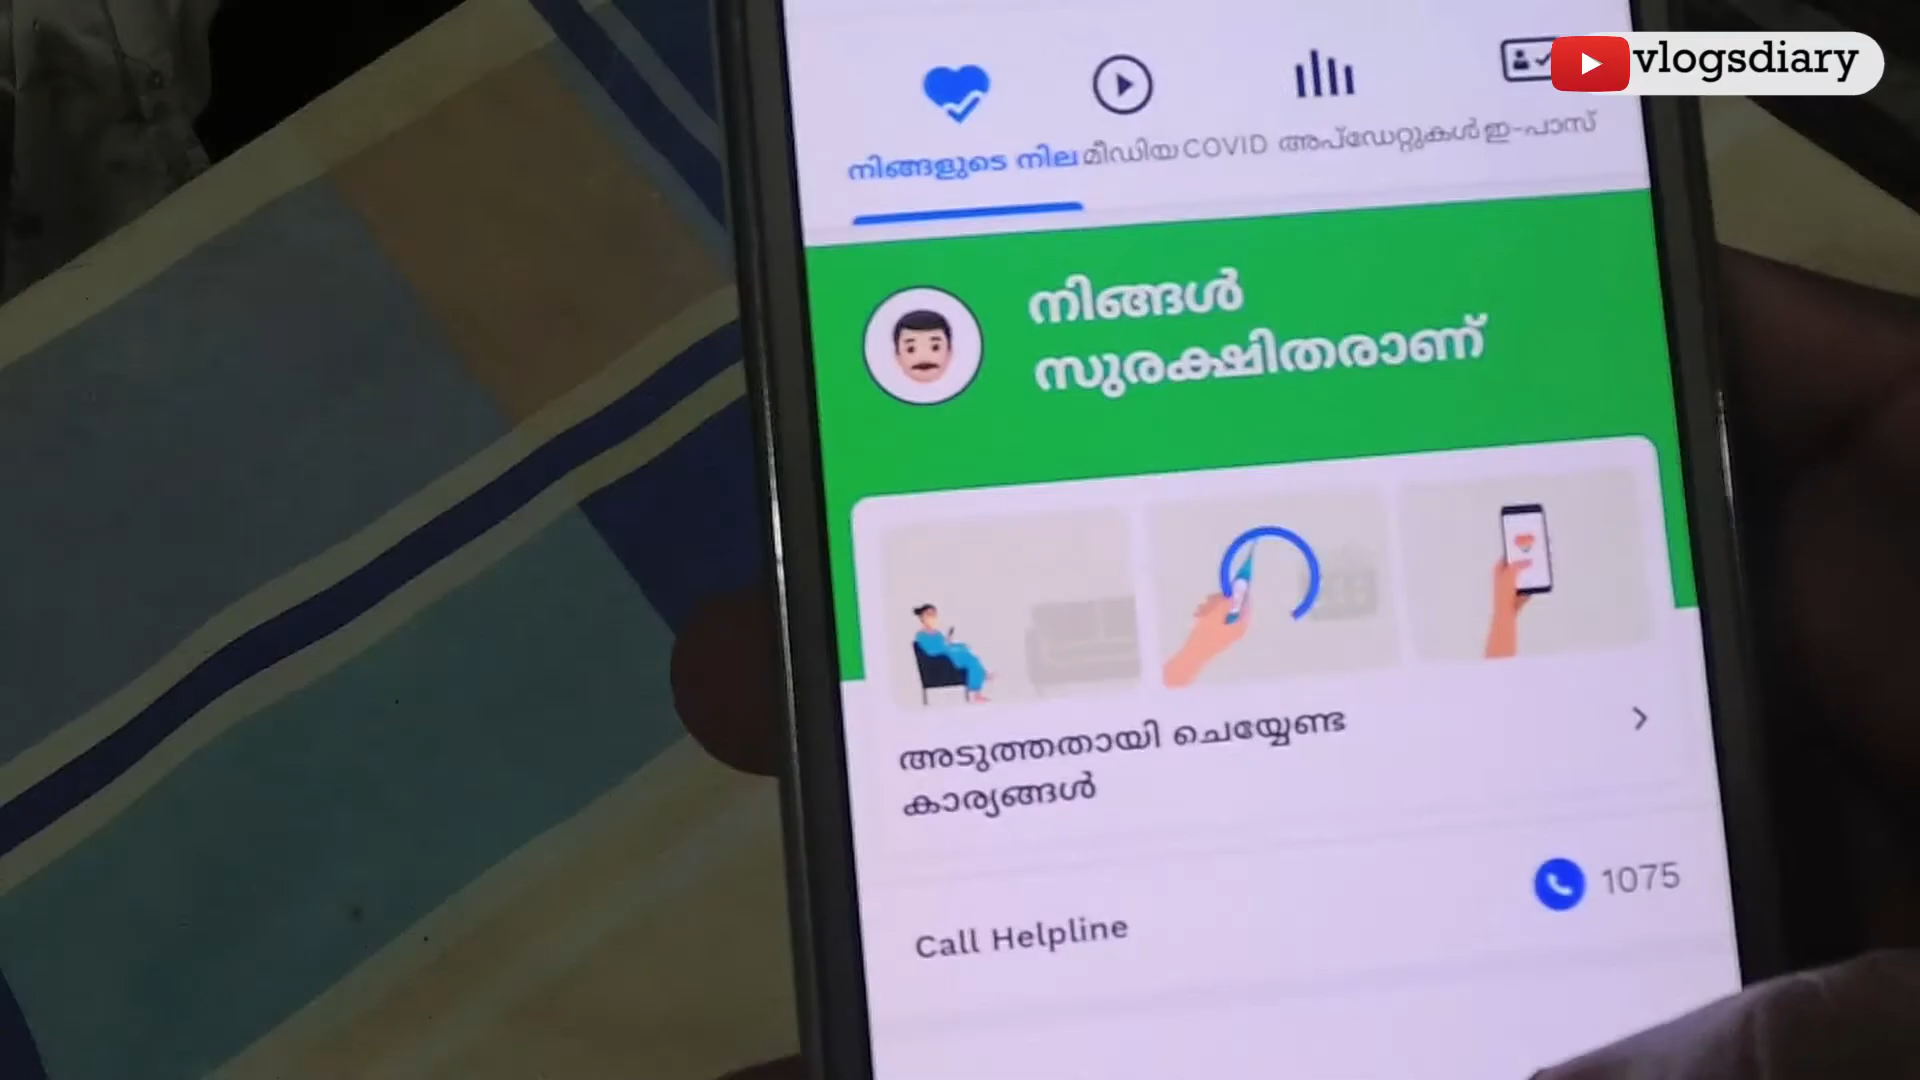 vlogsdiary
നിങ്ങളുടെ നില മീഡിയ COVID അപ്ഡേറ്റുകൾ ഇ-പാസ്
നിങ്ങൾ
സുരക്ഷിതരാണ്
അടുത്തതായി ചെയ്യേണ്ട
കാര്യങ്ങൾ
Call Helpline
1075